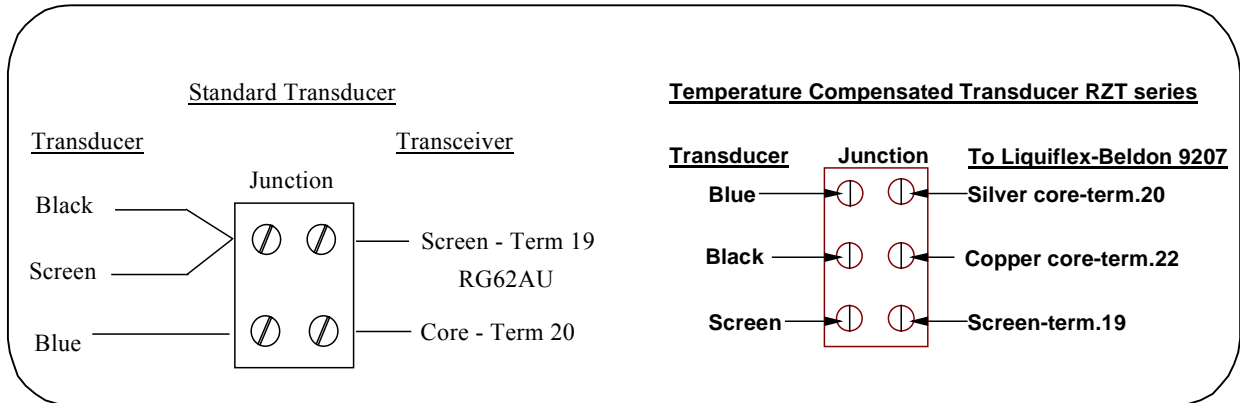 Standard Transducer
Transducer
Transceiver
Junction
Black
Screen
Blue
Screen - Term 19
RG62AU
Core - Term 20
Temperature Compensated Transducer RZT series
Transducer
Junction
To Liquiflex-Beldon 9207
Blue
Silver core-term.20
Black
Copper core-term.22
Screen
Screen-term.19